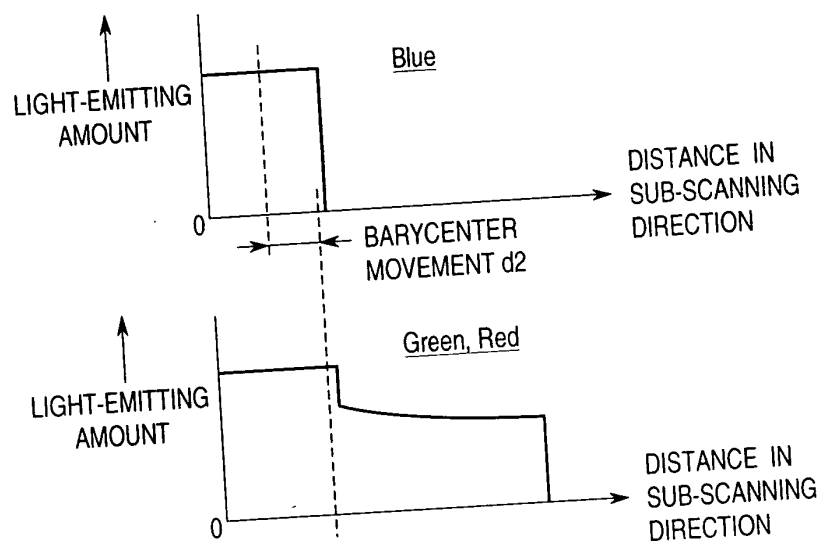 Blue
LIGHT-EMITTING
AMOUNT
DISTANCE IN
SUB-SCANNING
DIRECTION
0
BARYCENTER
MOVEMENT d2
Green, Red
LIGHT-EMITTING
AMOUNT
DISTANCE IN
SUB-SCANNING
DIRECTION
0